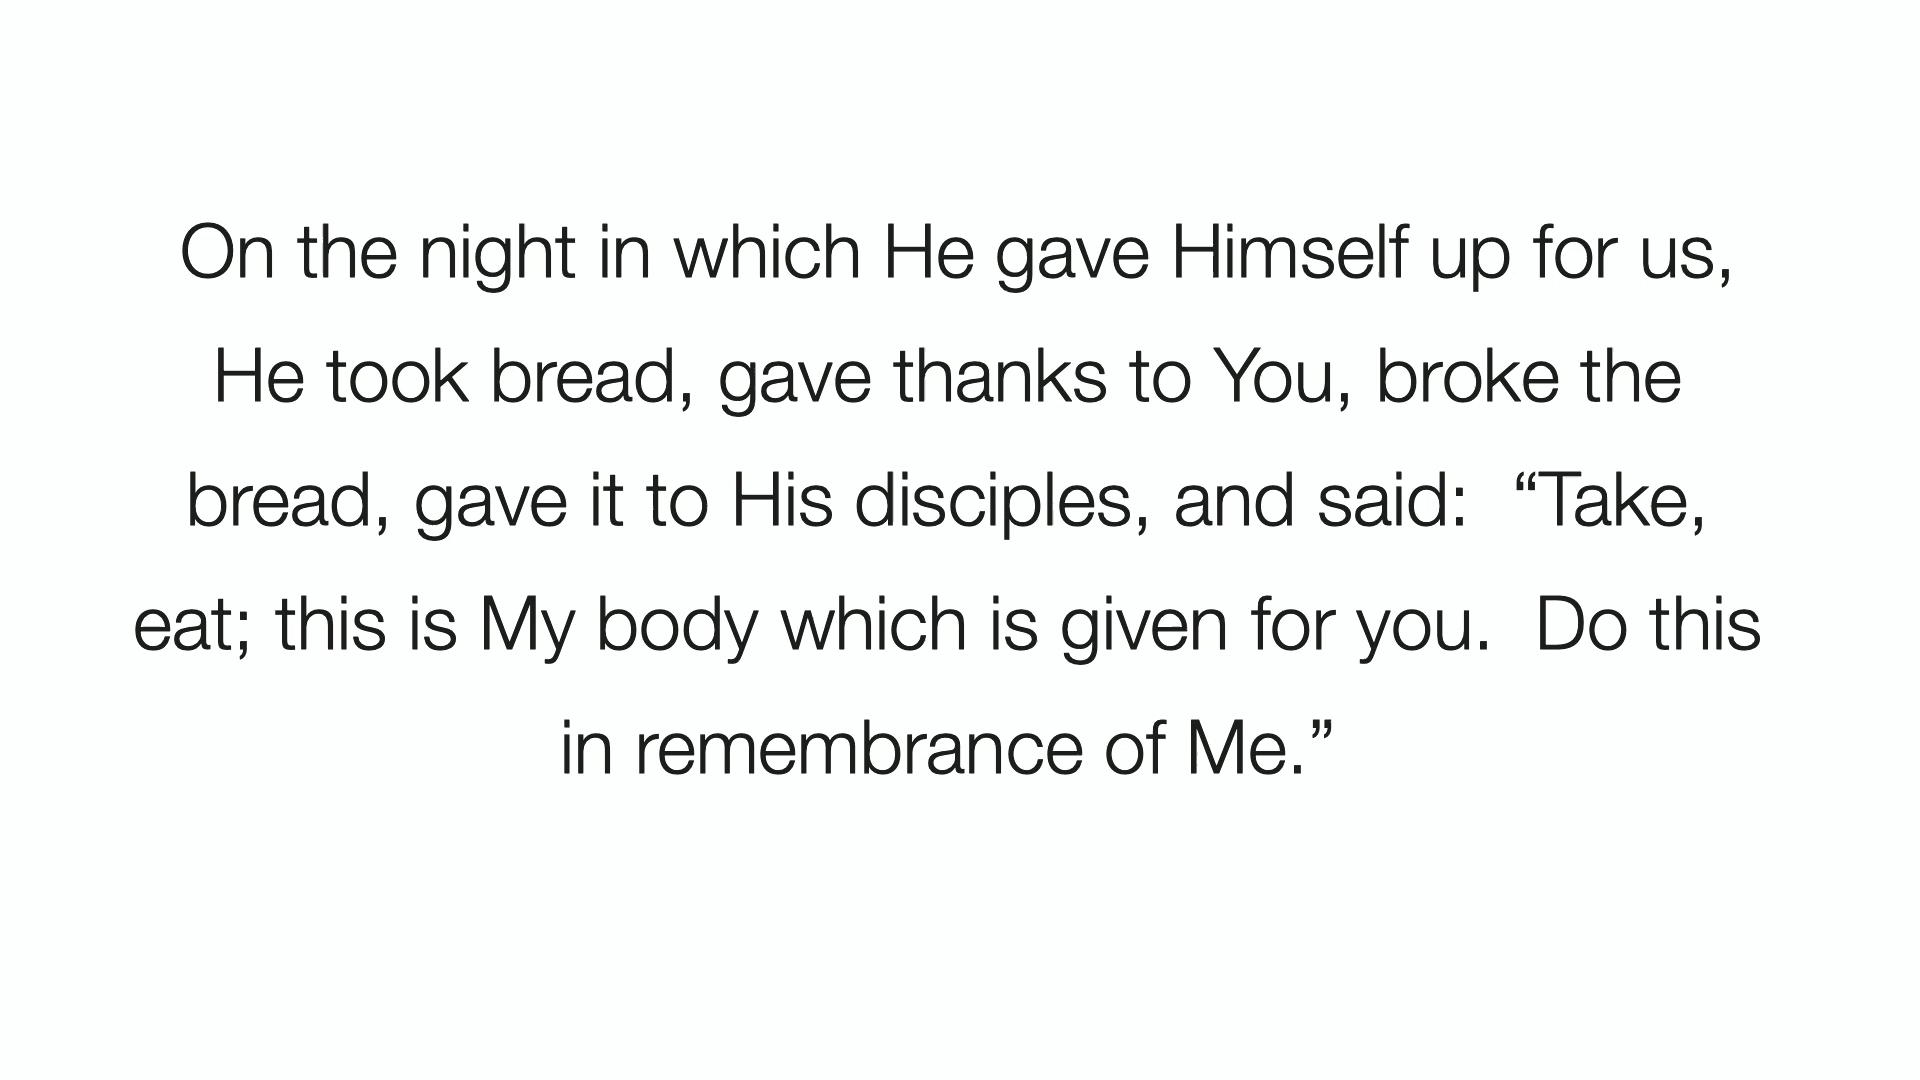 On the night in which He gave Himself up for us,
He took bread, gave thanks to You, broke the
bread, gave it to His disciples, and said:  “Take,
eat; this is My body which is given for you.  Do this
in remembrance of Me.”